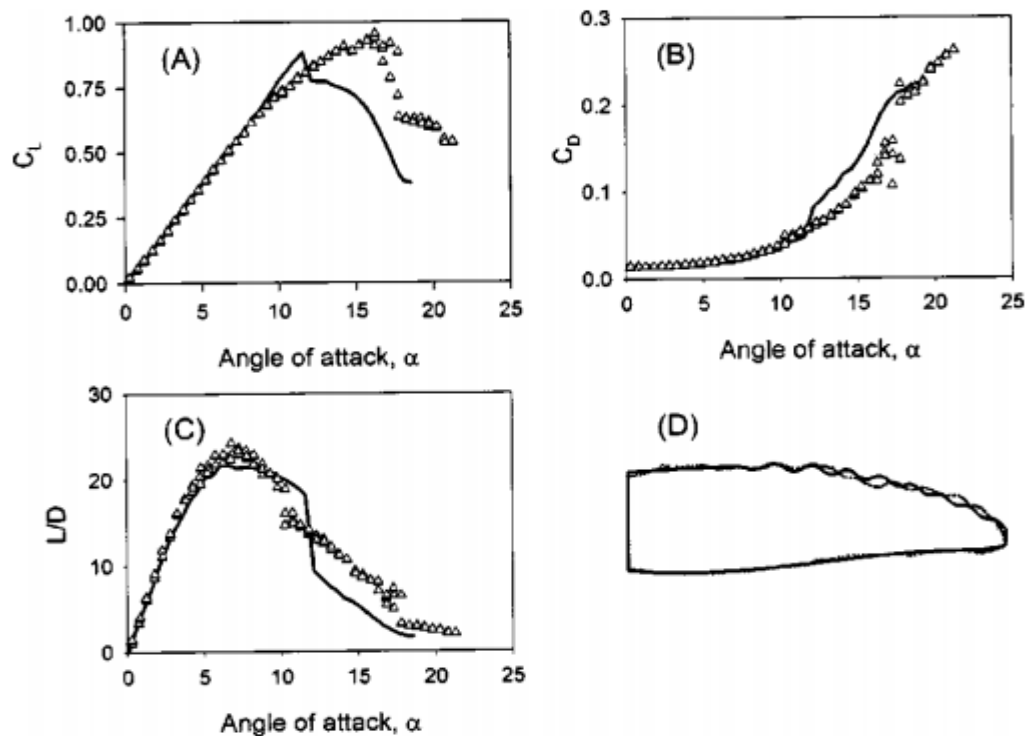 (A)
C_L
1.00
0.75
0.50
0.25
0.00
0 5 10 15 20 25
Angle of attack, α
(B)
C_D
0.3
0.2
0.1
0.0
0 5 10 15 20 25
Angle of attack, α
(C)
L/D
30
20
10
0
0 5 10 15 20 25
Angle of attack, α
(D)